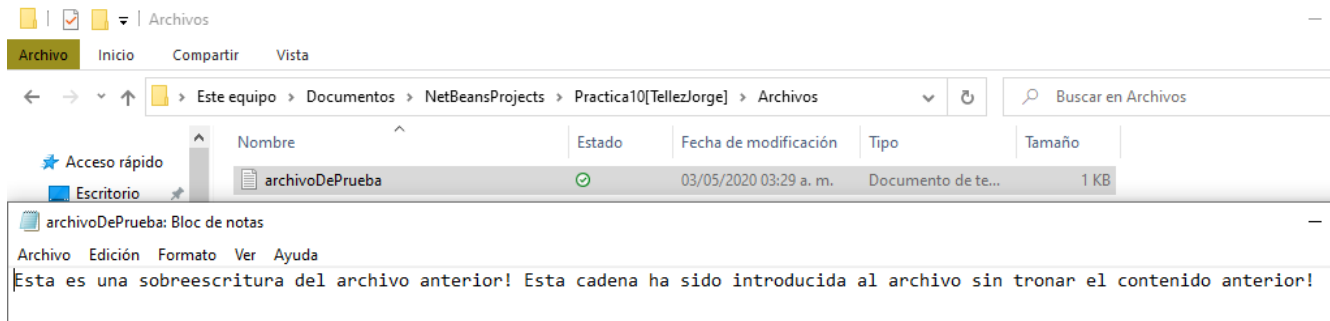 Archivos
Archivo Inicio Compartir Vista
Este equipo > Documentos > NetBeansProjects > Practica10[TellezJorge] > Archivos Buscar en Archivos
Nombre Estado Fecha de modificación Tipo Tamaño
Acceso rápido
archivoDePrueba 03/05/2020 03:29 a. m. Documento de te... 1 KB
Escritorio
archivoDePrueba: Bloc de notas
Archivo Edición Formato Ver Ayuda
Esta es una sobreescritura del archivo anterior! Esta cadena ha sido introducida al archivo sin tronar el contenido anterior!